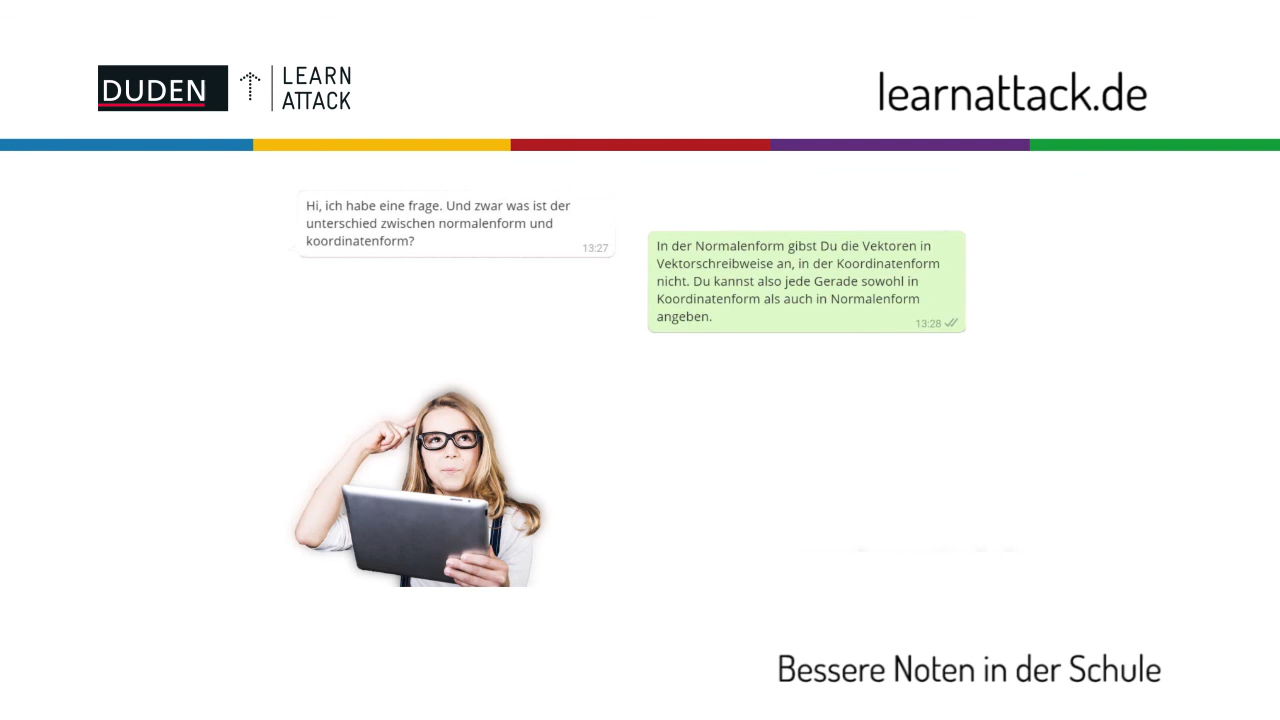 DUDEN
LEARN
ATTACK
learnattack.de
Hi, ich habe eine frage. Und zwar was ist der
unterschied zwischen normalenform und
koordinatenform?
13:27
In der Normalenform gibst Du die Vektoren in
Vektorschreibweise an, in der Koordinatenform
nicht. Du kannst also jede Gerade sowohl in
Koordinatenform als auch in Normalenform
angeben.
13:28
Bessere Noten in der Schule